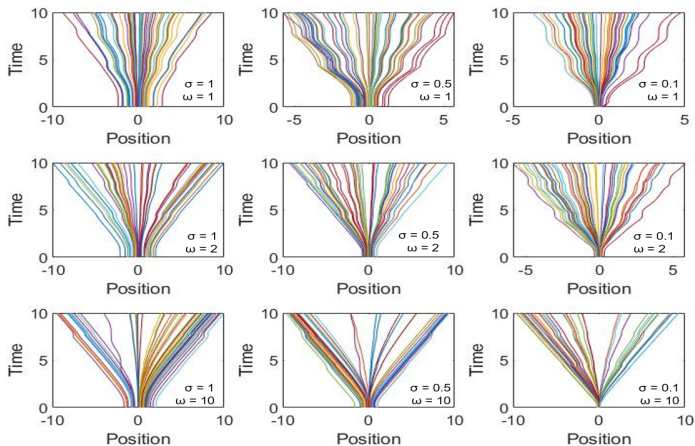 10
5
0
Time
-10
0
10
Position
σ = 1
ω = 1
10
5
0
Time
-5
0
5
Position
σ = 0.5
ω = 1
10
5
0
Time
-5
0
5
Position
σ = 0.1
ω = 1
10
5
0
Time
-10
0
10
Position
σ = 1
ω = 2
10
5
0
Time
-10
0
10
Position
σ = 0.5
ω = 2
10
5
0
Time
-5
0
5
Position
σ = 0.1
ω = 2
10
5
0
Time
-10
0
10
Position
σ = 1
ω = 10
10
5
0
Time
-10
0
10
Position
σ = 0.5
ω = 10
10
5
0
Time
-10
0
10
Position
σ = 0.1
ω = 10